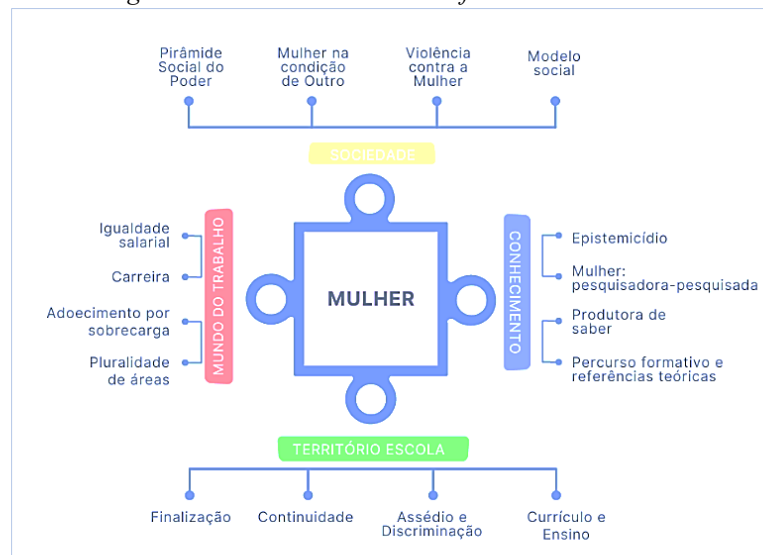 Pirâmide
Social do
Poder
Mulher na
condição
de Outro
Violência
contra a
Mulher
Modelo
social
SOCIEDADE
MUNDO DO TRABALHO
Igualdade
salarial
Carreira
Adoecimento por
sobrecarga
Pluralidade
de áreas
MULHER
CONHECIMENTO
Epistemicídio
Mulher:
pesquisadora-pesquisada
Produtora de
saber
Percurso formativo e
referências teóricas
TERRITÓRIO ESCOLA
Finalização
Continuidade
Assédio e
Discriminação
Currículo e
Ensino